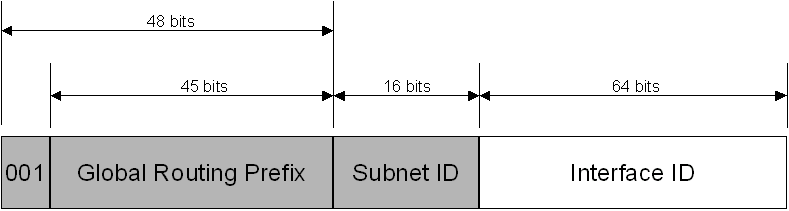 48 bits
45 bits
16 bits
64 bits
001
Global Routing Prefix
Subnet ID
Interface ID